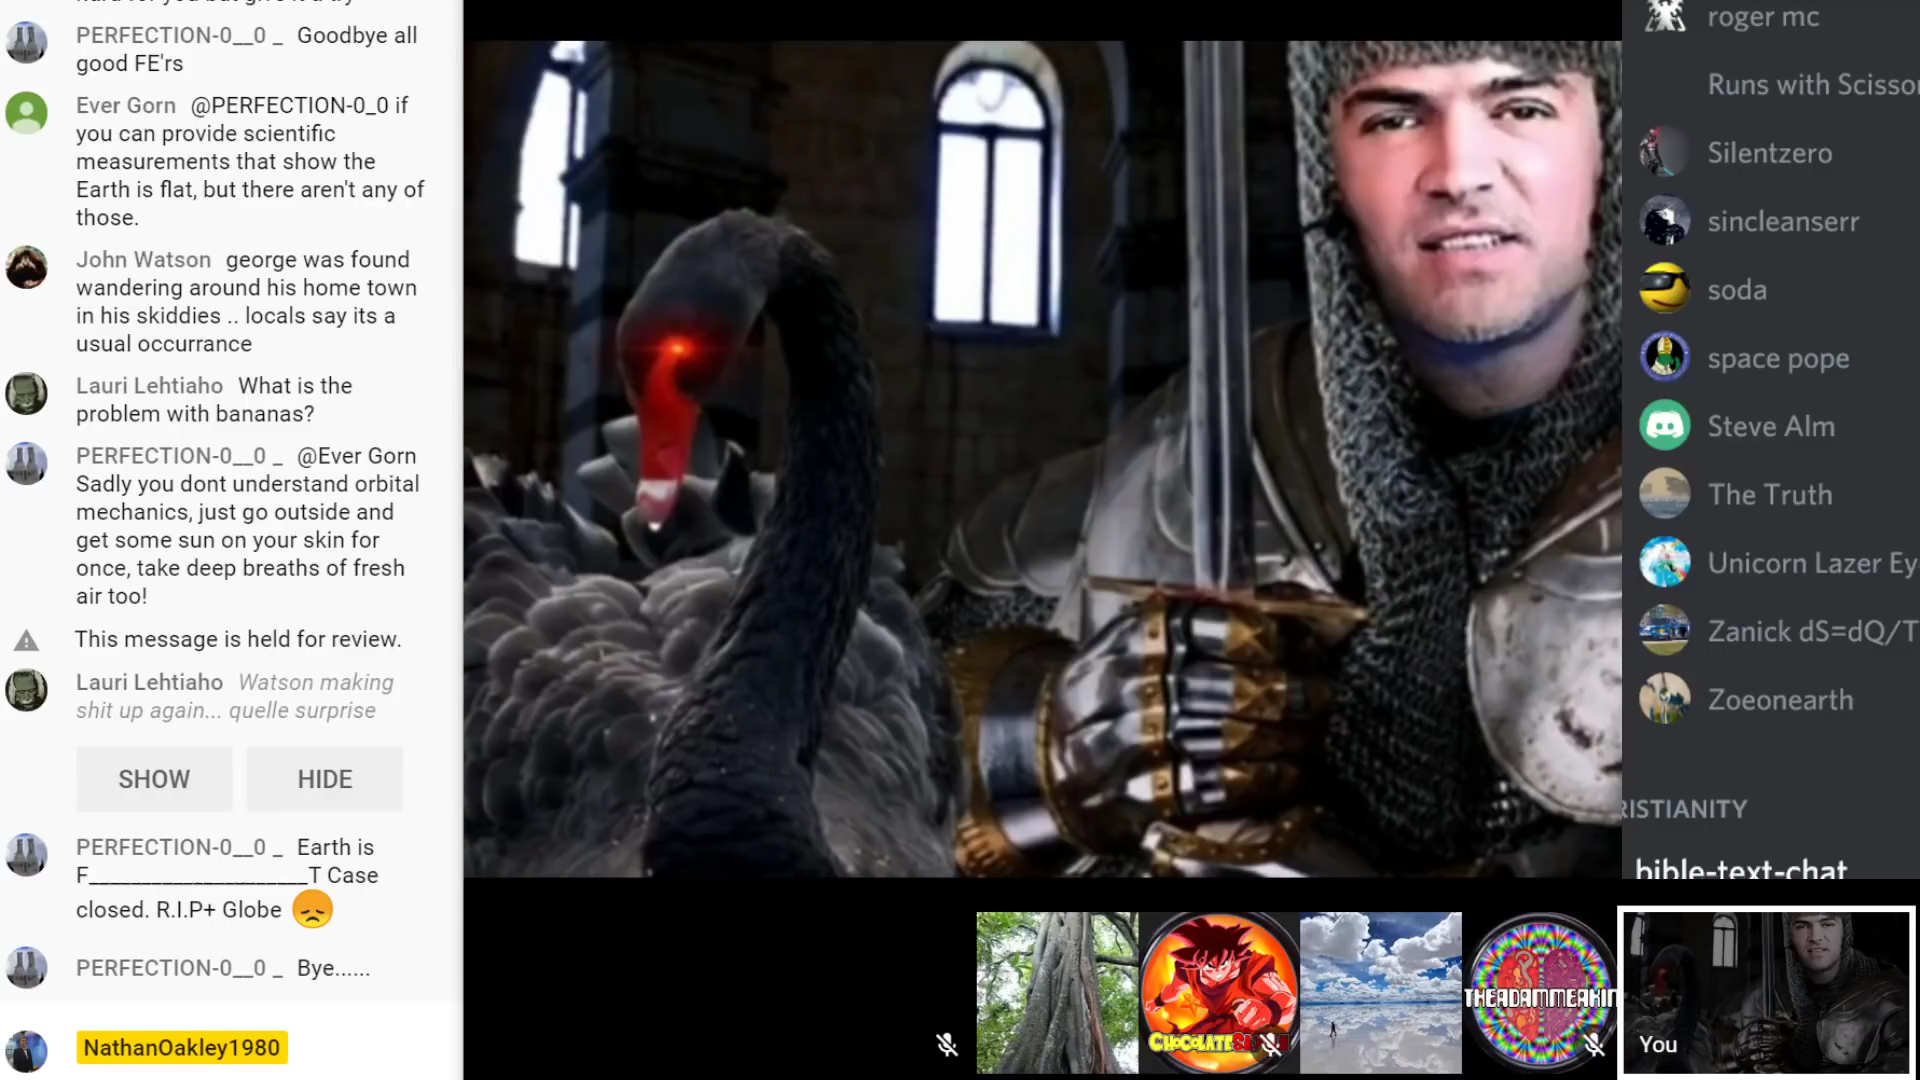 PERFECTION-0__0 _ Goodbye all
good FE'rs
Ever Gorn @PERFECTION-0_0 if
you can provide scientific
measurements that show the
Earth is flat, but there aren't any of
those.
John Watson george was found
wandering around his home town
in his skiddies .. locals say its a
usual occurrance
Lauri Lehtiaho What is the
problem with bananas?
PERFECTION-0__0 _ @Ever Gorn
Sadly you dont understand orbital
mechanics, just go outside and
get some sun on your skin for
once, take deep breaths of fresh
air too!
This message is held for review.
Lauri Lehtiaho Watson making
shit up again... quelle surprise
SHOW HIDE
PERFECTION-0__0 _ Earth is
F_____________________T Case
closed. R.I.P+ Globe
PERFECTION-0__0 _ Bye......
NathanOakley1980
roger mc
Runs with Scissor
Silentzero
sincleanserr
soda
space pope
Steve Alm
The Truth
Unicorn Lazer Ey
Zanick dS=dQ/T
Zoeonearth
RISTIANITY
bible-text-chat
THEADAMMEAKIN
You